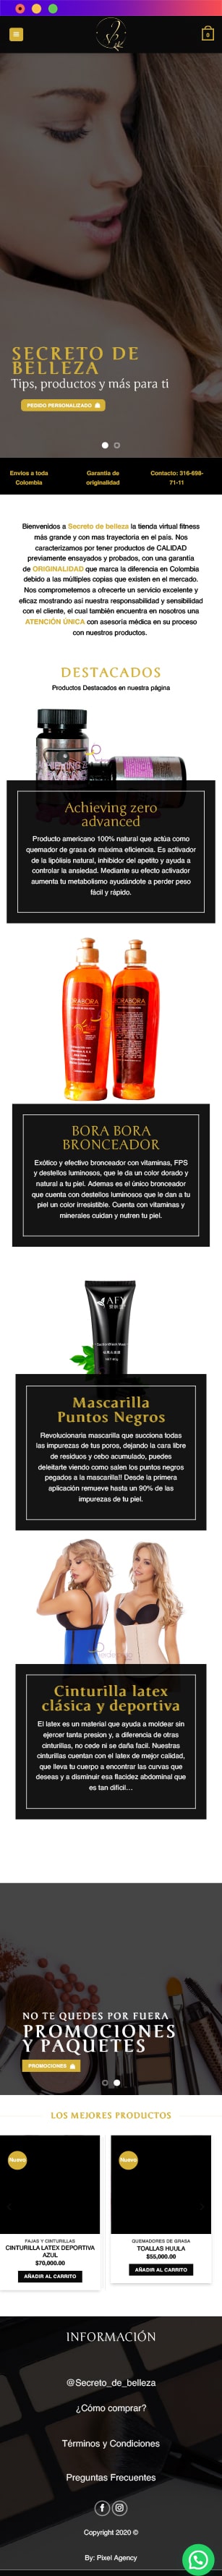 0
SECRETO DE
BELLEZA
Tips, productos y más para ti
PEDIDO PERSONALIZADO
Envíos a toda
Colombia
Garantía de
originalidad
Contacto: 316-698-
71-11
Bienvenidos a Secreto de belleza la tienda virtual fitness
más grande y con mas trayectoria en el país. Nos
caracterizamos por tener productos de CALIDAD
previamente ensayados y probados, con una garantía
de ORIGINALIDAD que marca la diferencia en Colombia
debido a las múltiples copias que existen en el mercado.
Nos comprometemos a ofrecerte un servicio excelente y
eficaz mostrando así nuestra responsabilidad y sensibilidad
con el cliente, el cual también encuentra en nosotros una
ATENCIÓN ÚNICA con asesoría médica en su proceso
con nuestros productos.
DESTACADOS
Productos Destacados en nuestra página
Achieving zero
advanced
Producto americano 100% natural que actúa como
quemador de grasa de máxima eficacia. Es activador
de la lipólisis natural, inhibidor del apetito y ayuda a
controlar la ansiedad. Mediante su efecto activador
aumenta tu metabolismo ayudándote a perder peso
fácil y rápido.
BORABORA
BORA BORA
BRONCEADOR
Exótico y efectivo bronceador con vitaminas, FPS
y destellos luminosos, que le da un color dorado y
natural a tu piel. Ademas es el único bronceador
que cuenta con destellos luminosos que le dan a tu
piel un color irresistible. Cuenta con vitaminas y
minerales cuidan y nutren tu piel.
AFY
Mascarilla
Puntos Negros
Revolucionaria mascarilla que succiona todas
las impurezas de tus poros, dejando la cara libre
de residuos y cebo acumulado, puedes
deleitarte viendo como salen los puntos negros
pegados a la mascarilla!! Desde la primera
aplicación remueve hasta un 90% de las
impurezas de tu piel.
Cinturilla latex
clásica y deportiva
El latex es un material que ayuda a moldear sin
ejercer tanta presion y, a diferencia de otras
cinturillas, no cede ni se daña facil. Nuestras
cinturillas cuentan con el latex de mejor calidad,
que lleva tu cuerpo a encontrar las curvas que
deseas y a disminuir esa flacidez abdominal que
es tan difícil…
NO TE QUEDES POR FUERA
PROMOCIONES
Y PAQUETES
PROMOCIONES
LOS MEJORES PRODUCTOS
Nuevo
FAJAS Y CINTURILLAS
CINTURILLA LATEX DEPORTIVA
AZUL
$70,000.00
AÑADIR AL CARRITO
Nuevo
QUEMADORES DE GRASA
TOALLAS HUULA
$55,000.00
AÑADIR AL CARRITO
INFORMACIÓN
@Secreto_de_belleza
¿Cómo comprar?
Términos y Condiciones
Preguntas Frecuentes
Copyright 2020 ©
By: Pixel Agency